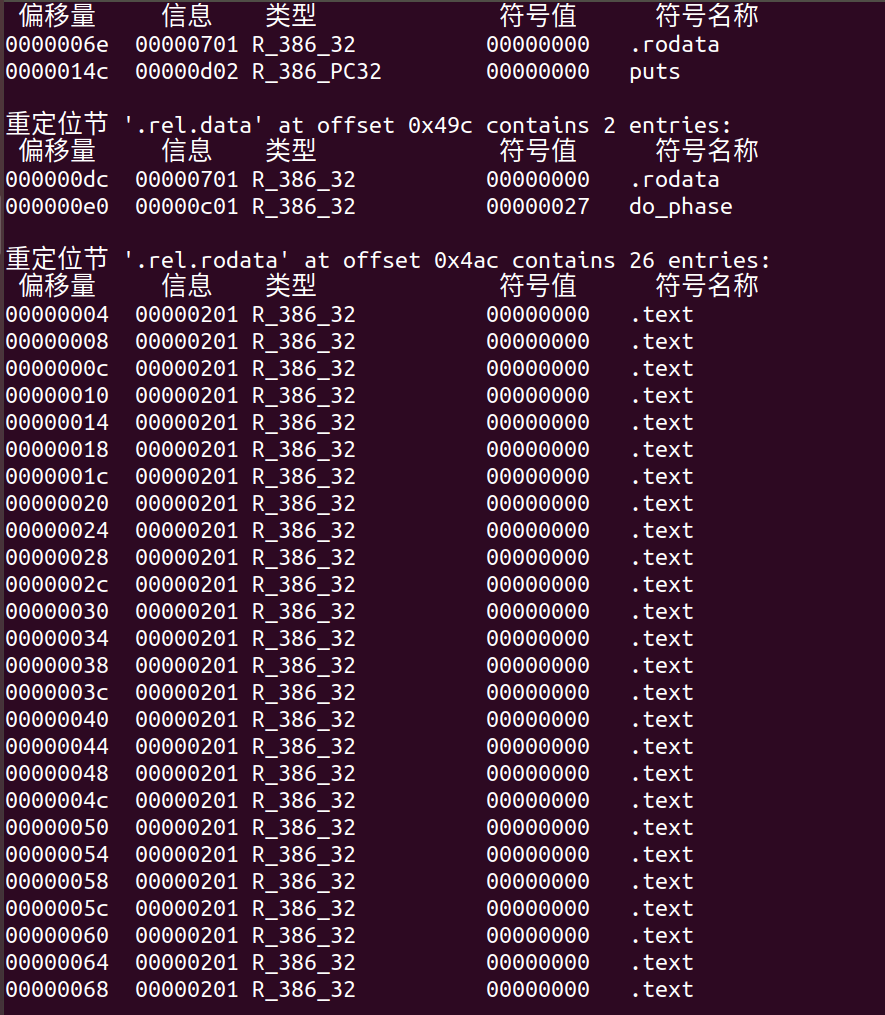 偏移量 信息 类型 符号值 符号名称
0000006e 00000701 R_386_32 00000000 .rodata
0000014c 00000d02 R_386_PC32 00000000 puts
重定位节 '.rel.data' at offset 0x49c contains 2 entries:
偏移量 信息 类型 符号值 符号名称
000000dc 00000701 R_386_32 00000000 .rodata
000000e0 00000c01 R_386_32 00000027 do_phase
重定位节 '.rel.rodata' at offset 0x4ac contains 26 entries:
偏移量 信息 类型 符号值 符号名称
00000004 00000201 R_386_32 00000000 .text
00000008 00000201 R_386_32 00000000 .text
0000000c 00000201 R_386_32 00000000 .text
00000010 00000201 R_386_32 00000000 .text
00000014 00000201 R_386_32 00000000 .text
00000018 00000201 R_386_32 00000000 .text
0000001c 00000201 R_386_32 00000000 .text
00000020 00000201 R_386_32 00000000 .text
00000024 00000201 R_386_32 00000000 .text
00000028 00000201 R_386_32 00000000 .text
0000002c 00000201 R_386_32 00000000 .text
00000030 00000201 R_386_32 00000000 .text
00000034 00000201 R_386_32 00000000 .text
00000038 00000201 R_386_32 00000000 .text
0000003c 00000201 R_386_32 00000000 .text
00000040 00000201 R_386_32 00000000 .text
00000044 00000201 R_386_32 00000000 .text
00000048 00000201 R_386_32 00000000 .text
0000004c 00000201 R_386_32 00000000 .text
00000050 00000201 R_386_32 00000000 .text
00000054 00000201 R_386_32 00000000 .text
00000058 00000201 R_386_32 00000000 .text
0000005c 00000201 R_386_32 00000000 .text
00000060 00000201 R_386_32 00000000 .text
00000064 00000201 R_386_32 00000000 .text
00000068 00000201 R_386_32 00000000 .text